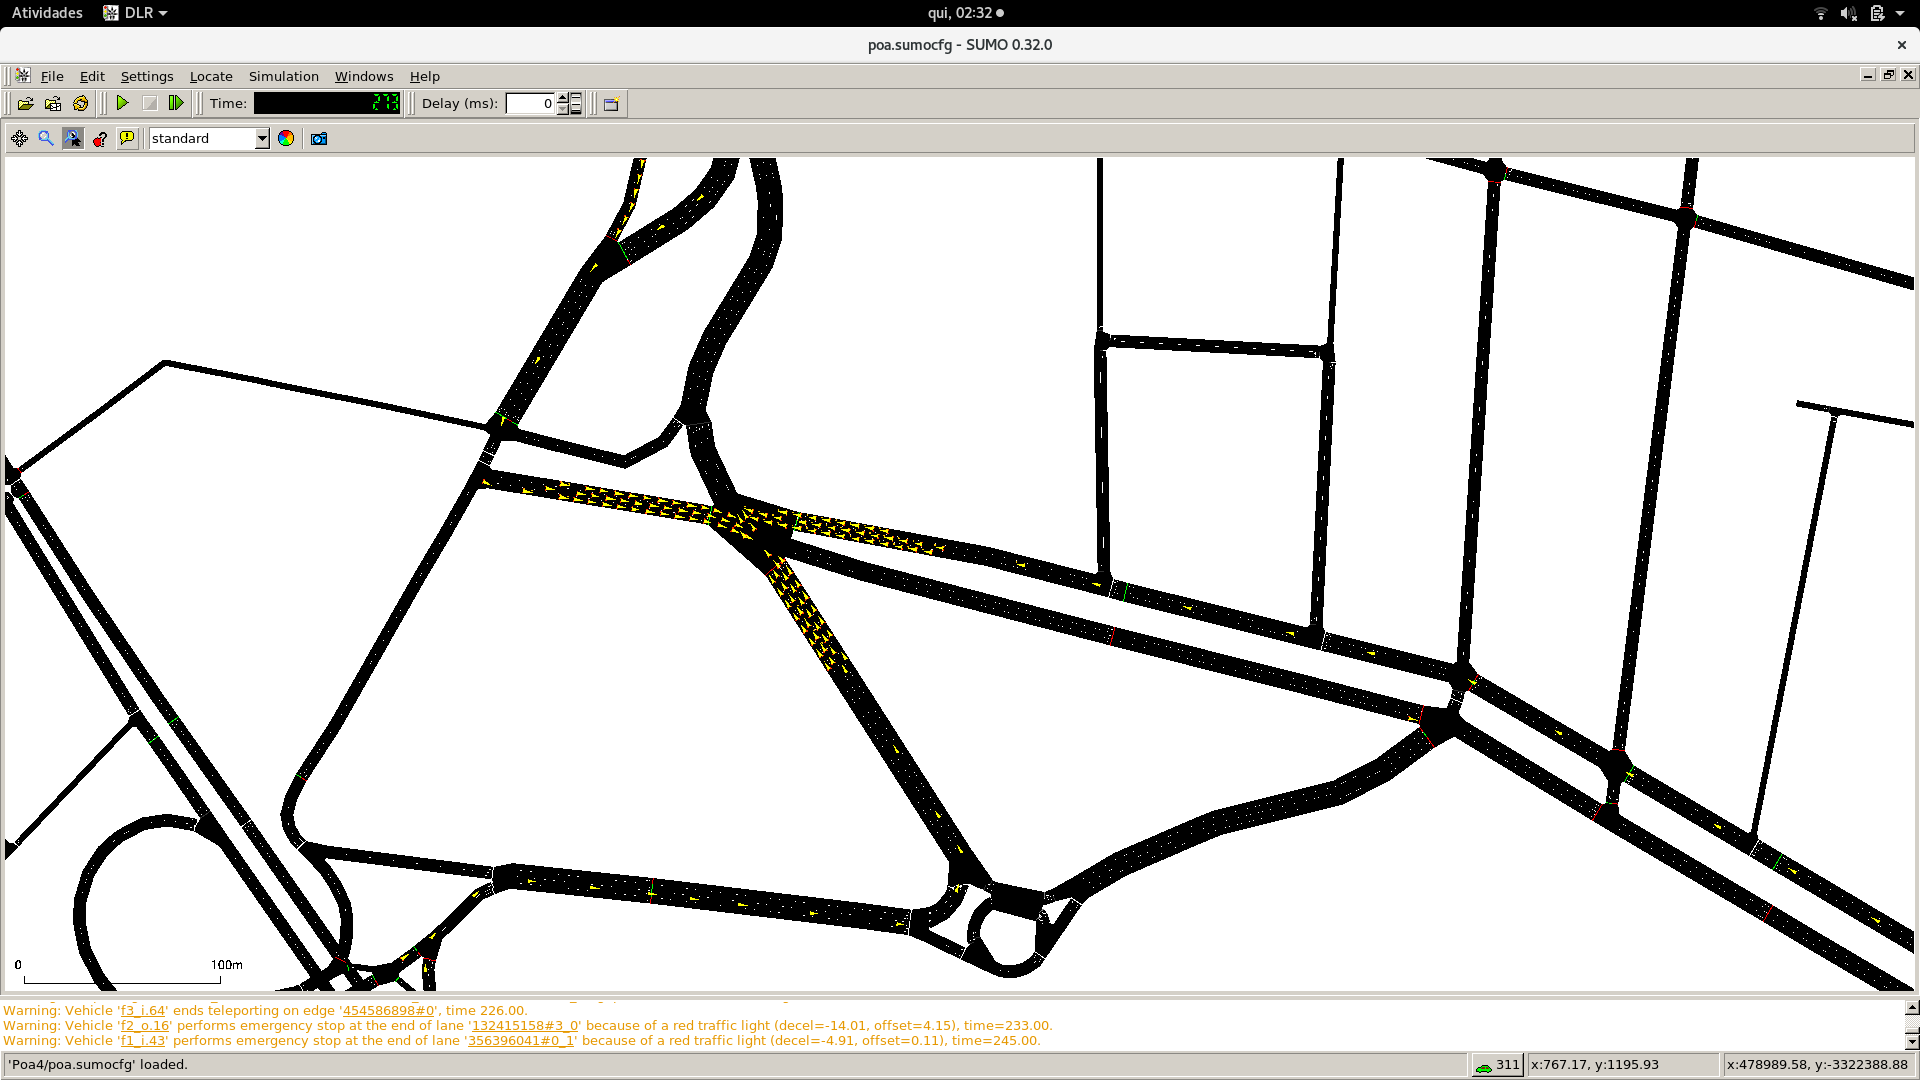 Atividades DLR qui, 02:32
poa.sumocfg - SUMO 0.32.0
File Edit Settings Locate Simulation Windows Help
Time: 273 Delay (ms): 0
standard
0 100m
Warning: Vehicle 'f3_i.64' ends teleporting on edge '454586898#0', time 226.00.
Warning: Vehicle 'f2_o.16' performs emergency stop at the end of lane '132415158#3_0' because of a red traffic light (decel=-14.01, offset=4.15), time=233.00.
Warning: Vehicle 'f1_i.43' performs emergency stop at the end of lane '356396041#0_1' because of a red traffic light (decel=-4.91, offset=0.11), time=245.00.
'Poa4/poa.sumocfg' loaded. 311 x:767.17, y:1195.93 x:478989.58, y:-3322388.88